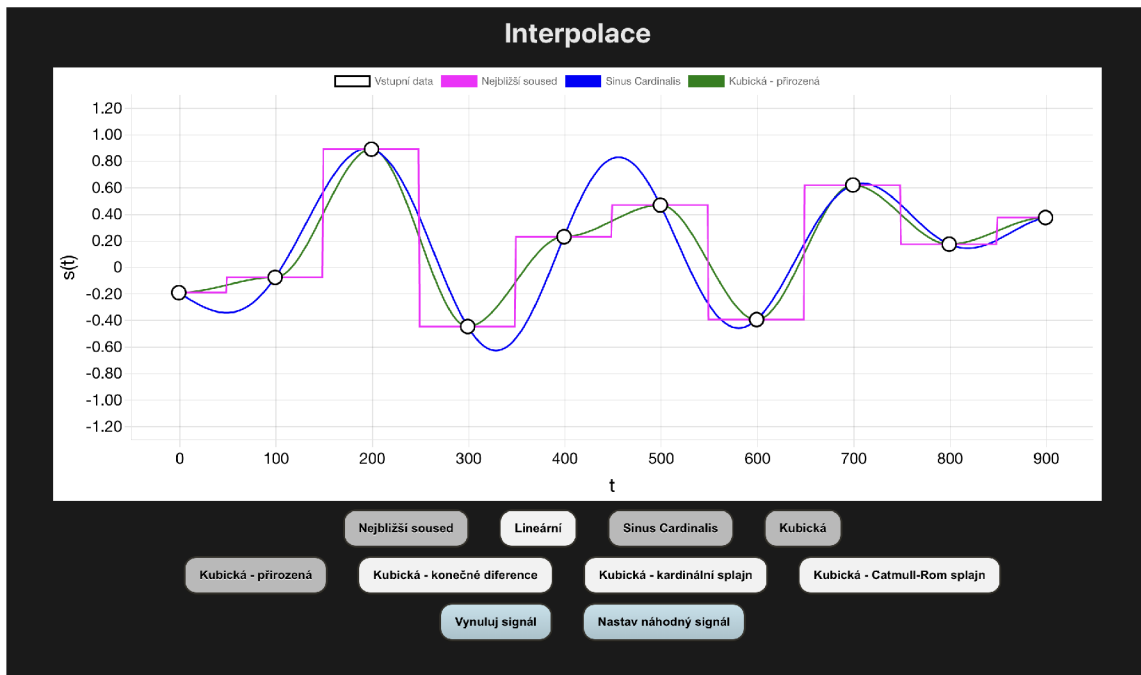 Interpolace
Vstupní data Nejbližší soused Sinus Cardinalis Kubická - přirozená
1.20
1.00
0.80
0.60
0.40
0.20
0
-0.20
-0.40
-0.60
-0.80
-1.00
-1.20
s(t)
0 100 200 300 400 500 600 700 800 900
t
Nejbližší soused Lineární Sinus Cardinalis Kubická
Kubická - přirozená Kubická - konečné diference Kubická - kardinální splajn Kubická - Catmull-Rom splajn
Vynuluj signál Nastav náhodný signál